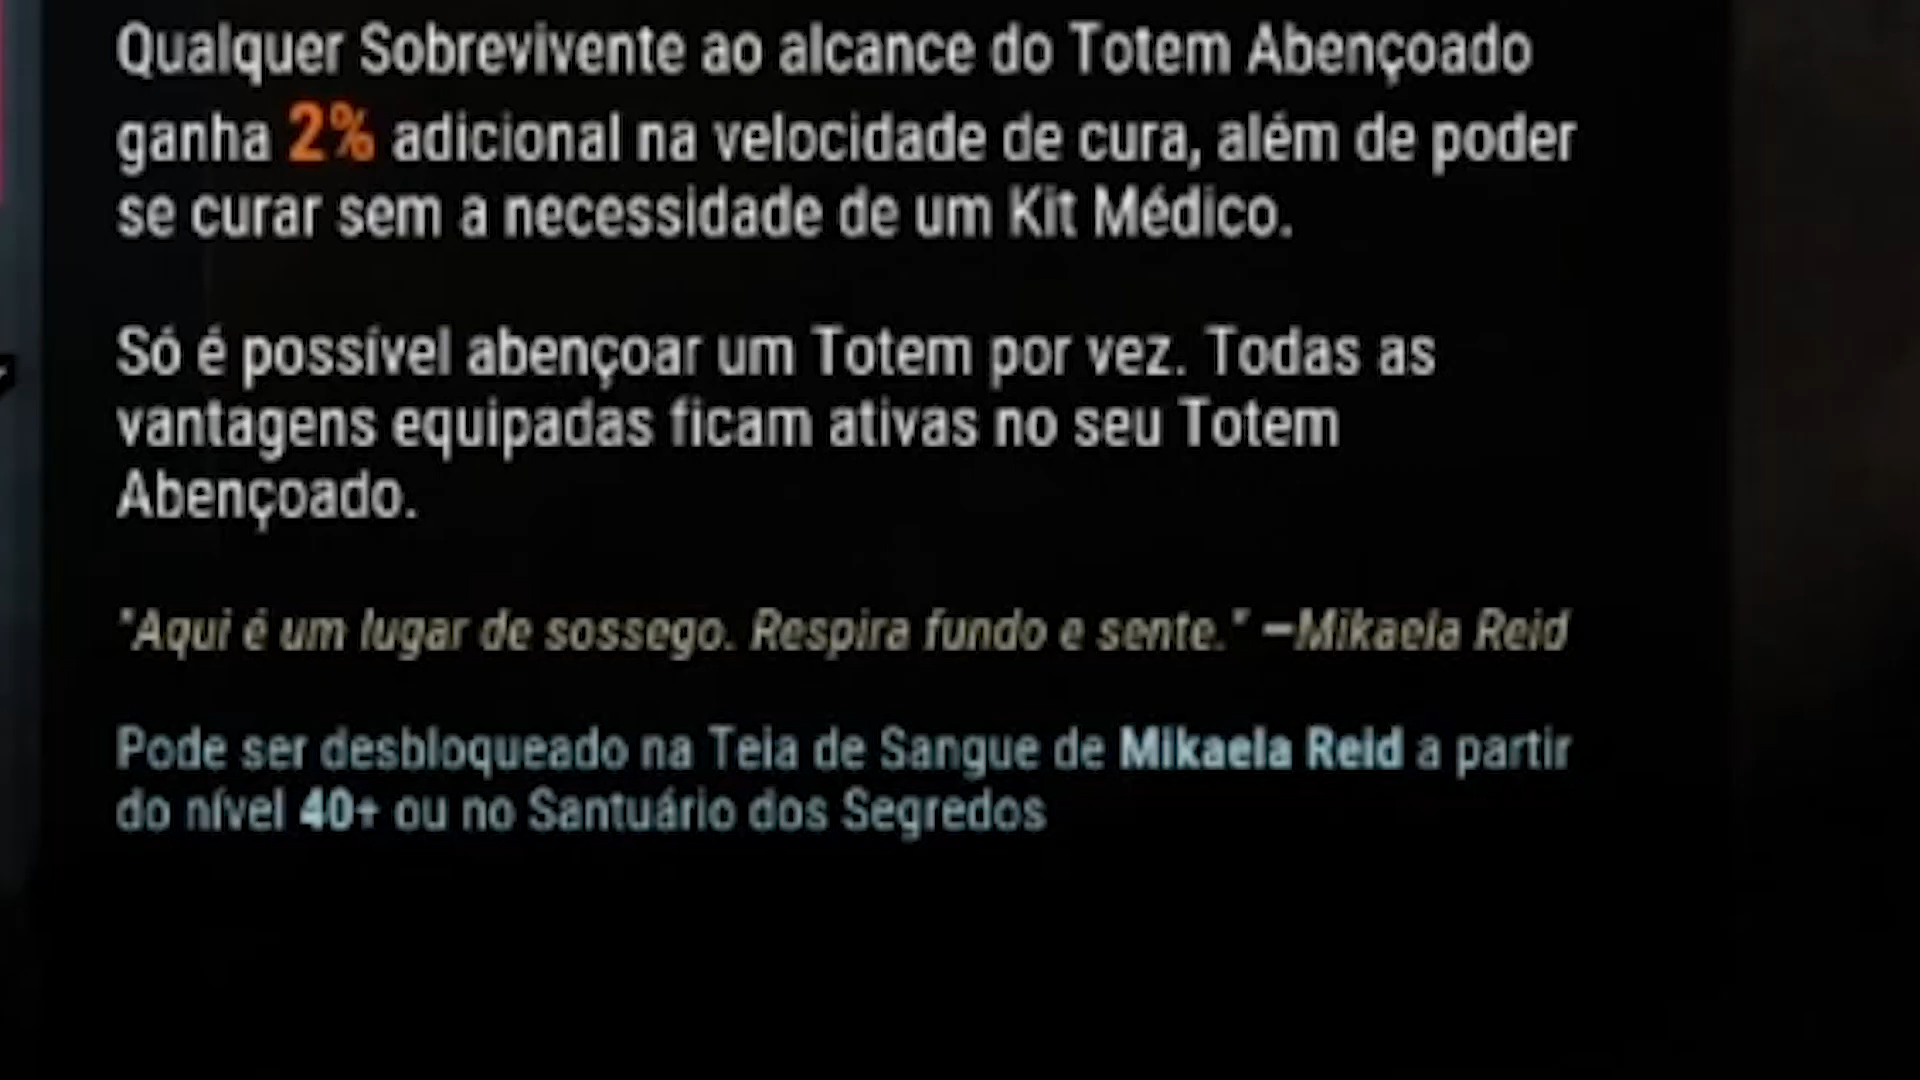 Qualquer Sobrevivente ao alcance do Totem Abençoado
ganha 2% adicional na velocidade de cura, além de poder
se curar sem a necessidade de um Kit Médico.
Só é possível abençoar um Totem por vez. Todas as
vantagens equipadas ficam ativas no seu Totem
Abençoado.
"Aqui é um lugar de sossego. Respira fundo e sente." —Mikaela Reid
Pode ser desbloqueado na Teia de Sangue de Mikaela Reid a partir
do nível 40+ ou no Santuário dos Segredos